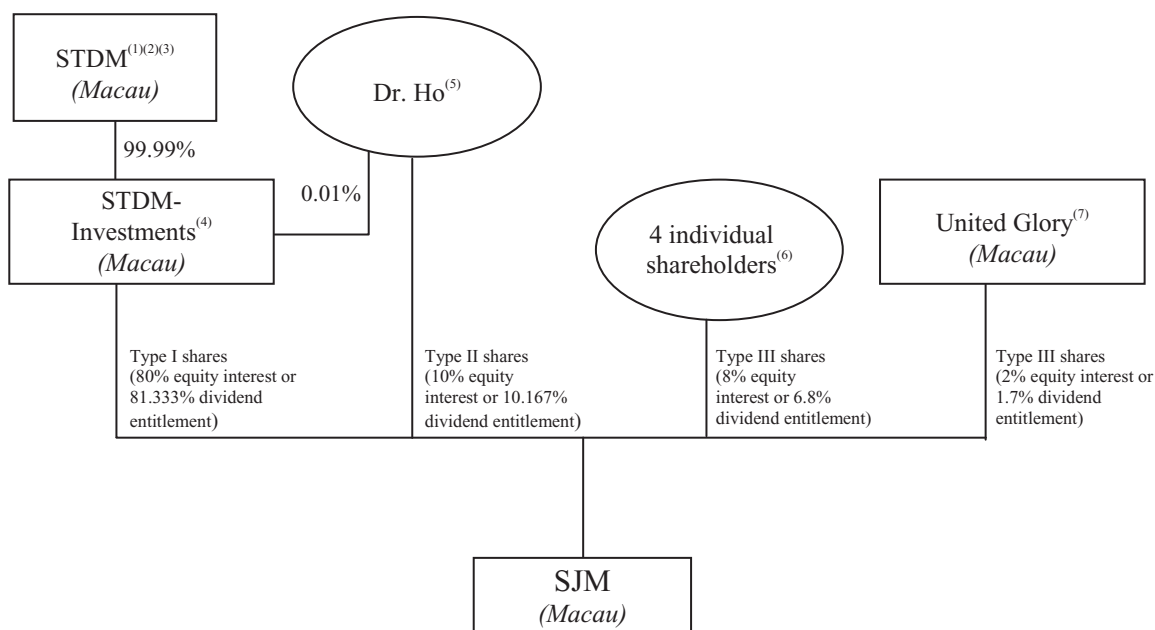 STDM(1)(2)(3)
(Macau)
Dr. Ho(5)
99.99%
0.01%
STDM-
Investments(4)
(Macau)
4 individual
shareholders(6)
United Glory(7)
(Macau)
Type I shares
(80% equity interest or
81.333% dividend
entitlement)
Type II shares
(10% equity
interest or 10.167%
dividend entitlement)
Type III shares
(8% equity
interest or 6.8%
dividend entitlement)
Type III shares
(2% equity interest or
1.7% dividend
entitlement)
SJM
(Macau)